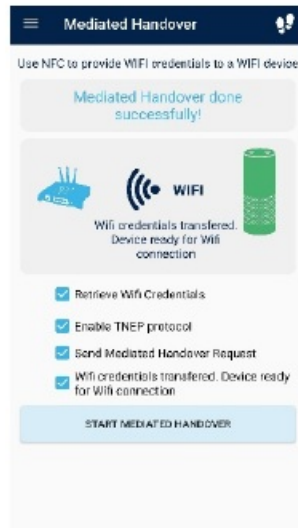 Mediated Handover
Use NFC to provide WIFI credentials to a WIFI device
Mediated Handover done
successfully!
WIFI
Wifi credentials transfered.
Device ready for Wifi
connection
Retrieve Wifi Credentials
Enable TNEP protocol
Send Mediated Handover Request
Wifi credentials transfered. Device ready
for Wifi connection
START MEDIATED HANDOVER